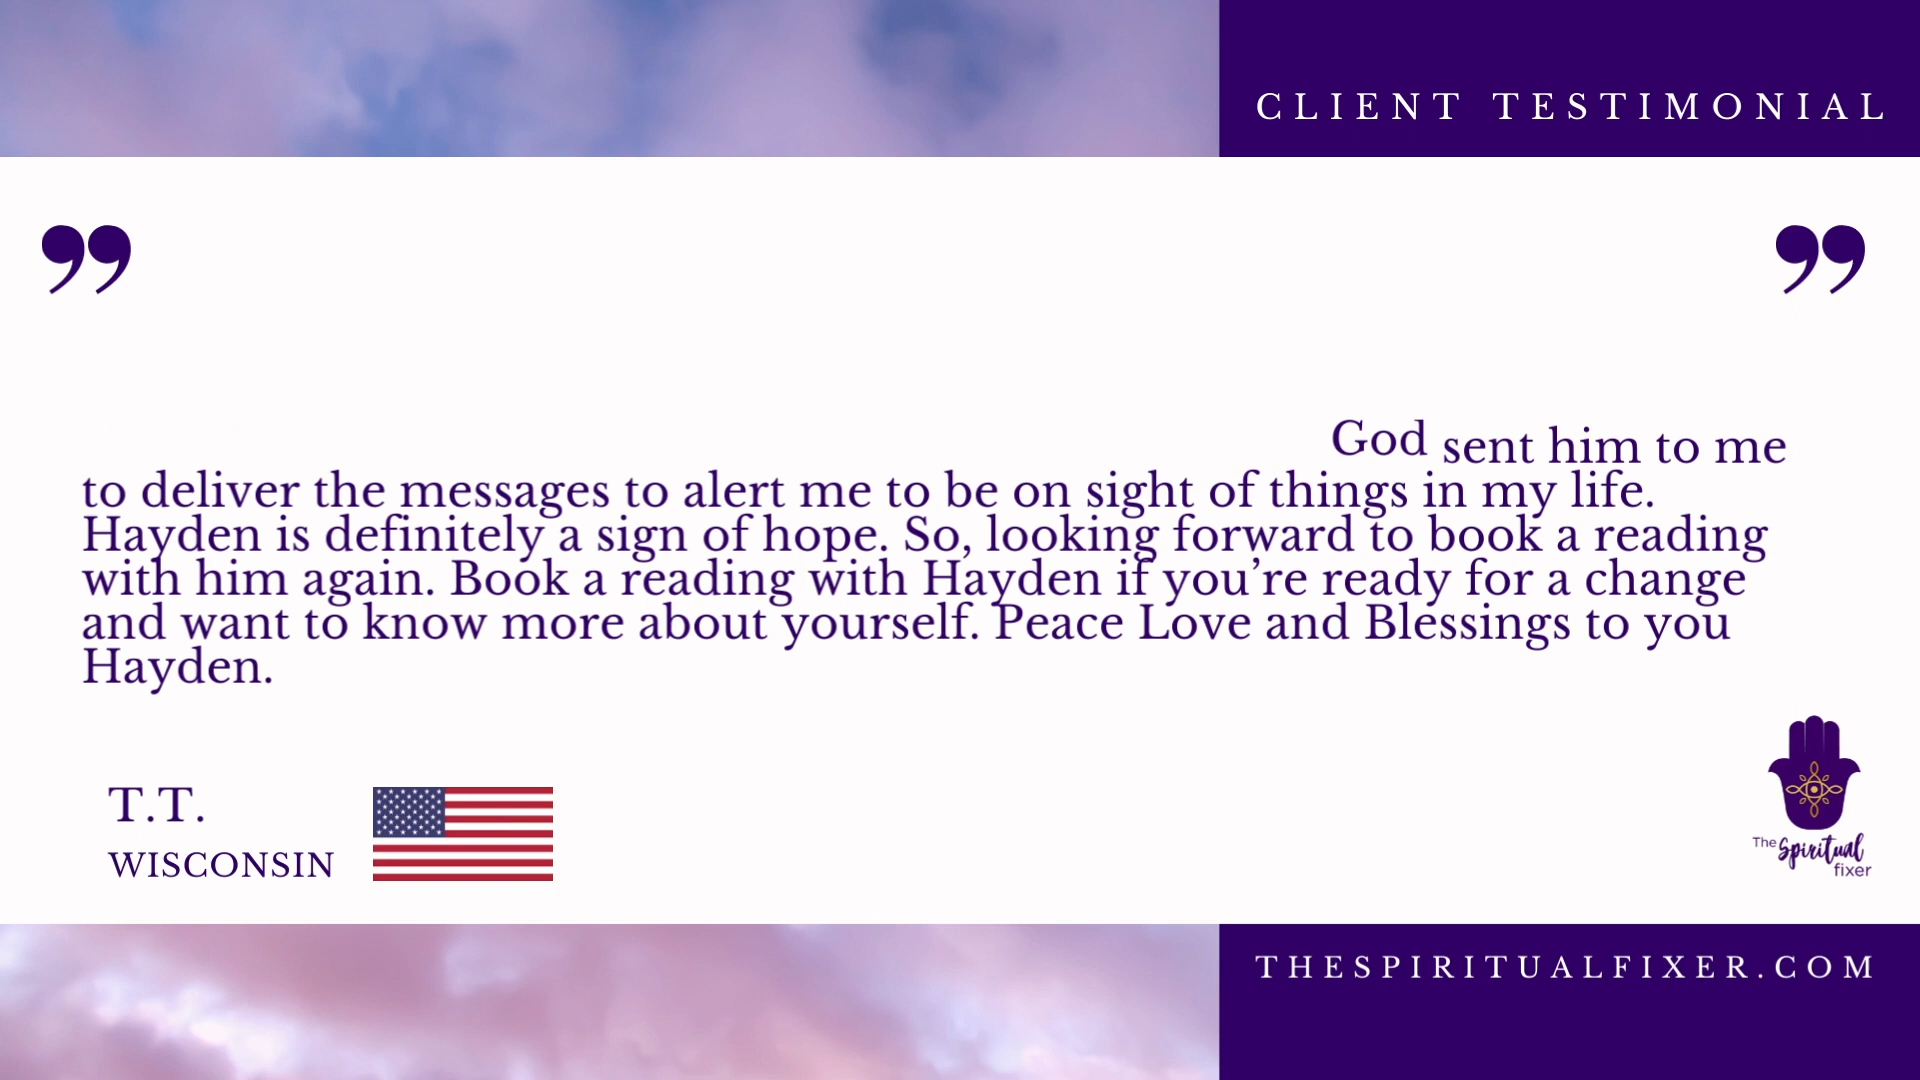 CLIENT TESTIMONIAL
” ”
God sent him to me
to deliver the messages to alert me to be on sight of things in my life.
Hayden is definitely a sign of hope. So, looking forward to book a reading
with him again. Book a reading with Hayden if you’re ready for a change
and want to know more about yourself. Peace Love and Blessings to you
Hayden.
T.T.
WISCONSIN
The Spiritual
fixer
THESPIRITUALFIXER.COM